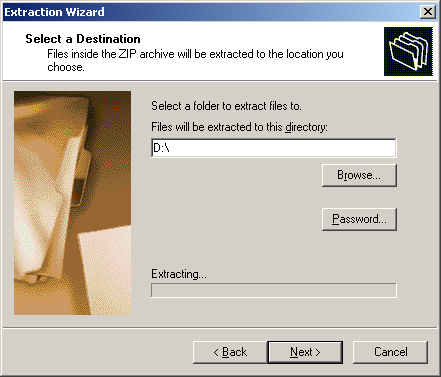 Extraction Wizard
Select a Destination
Files inside the ZIP archive will be extracted to the location you
choose.
Select a folder to extract files to.
Files will be extracted to this directory:
D:\
Browse...
Password...
Extracting...
< Back
Next >
Cancel